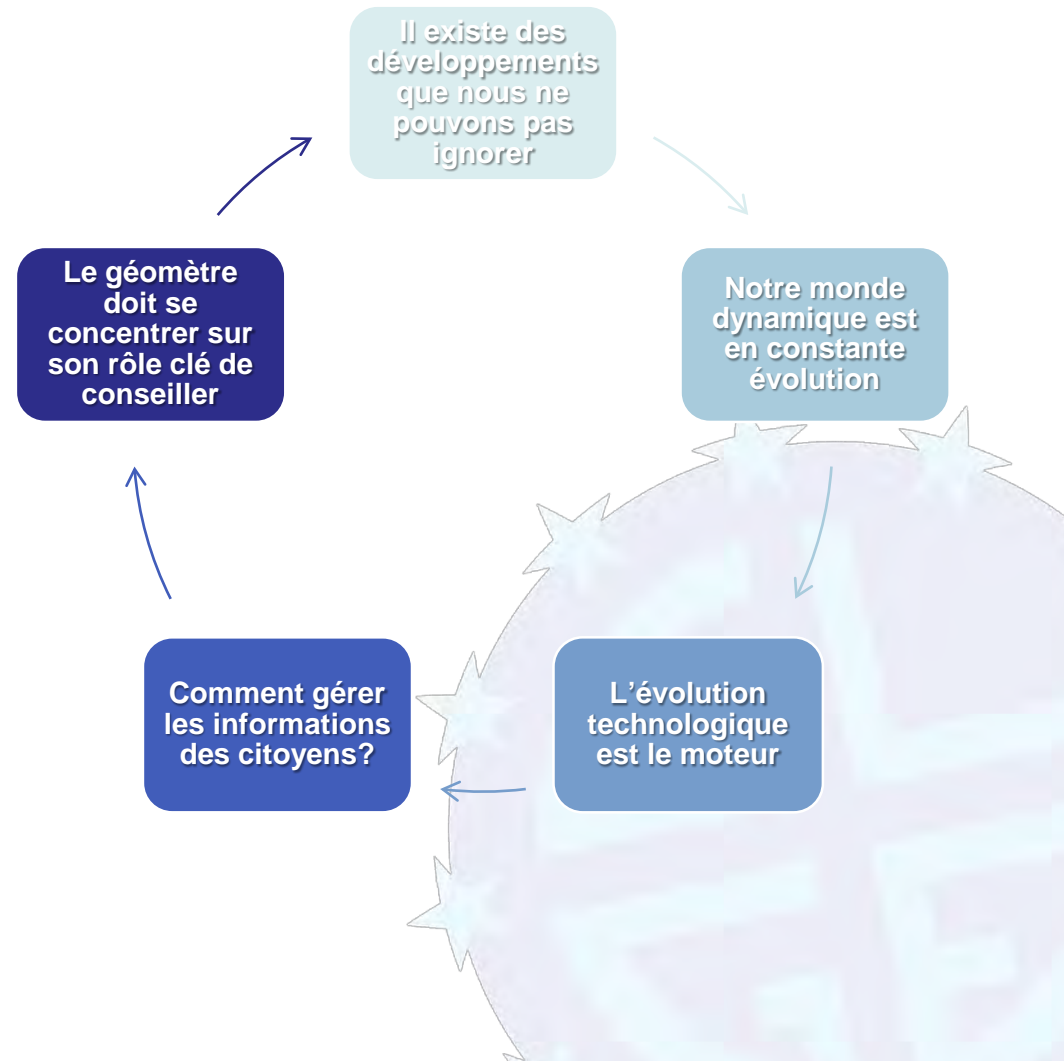 Il existe des
développements
que nous ne
pouvons pas
ignorer
Notre monde
dynamique est
en constante
évolution
L'évolution
technologique
est le moteur
Comment gérer
les informations
des citoyens?
Le géomètre
doit se
concentrer sur
son rôle clé de
conseiller